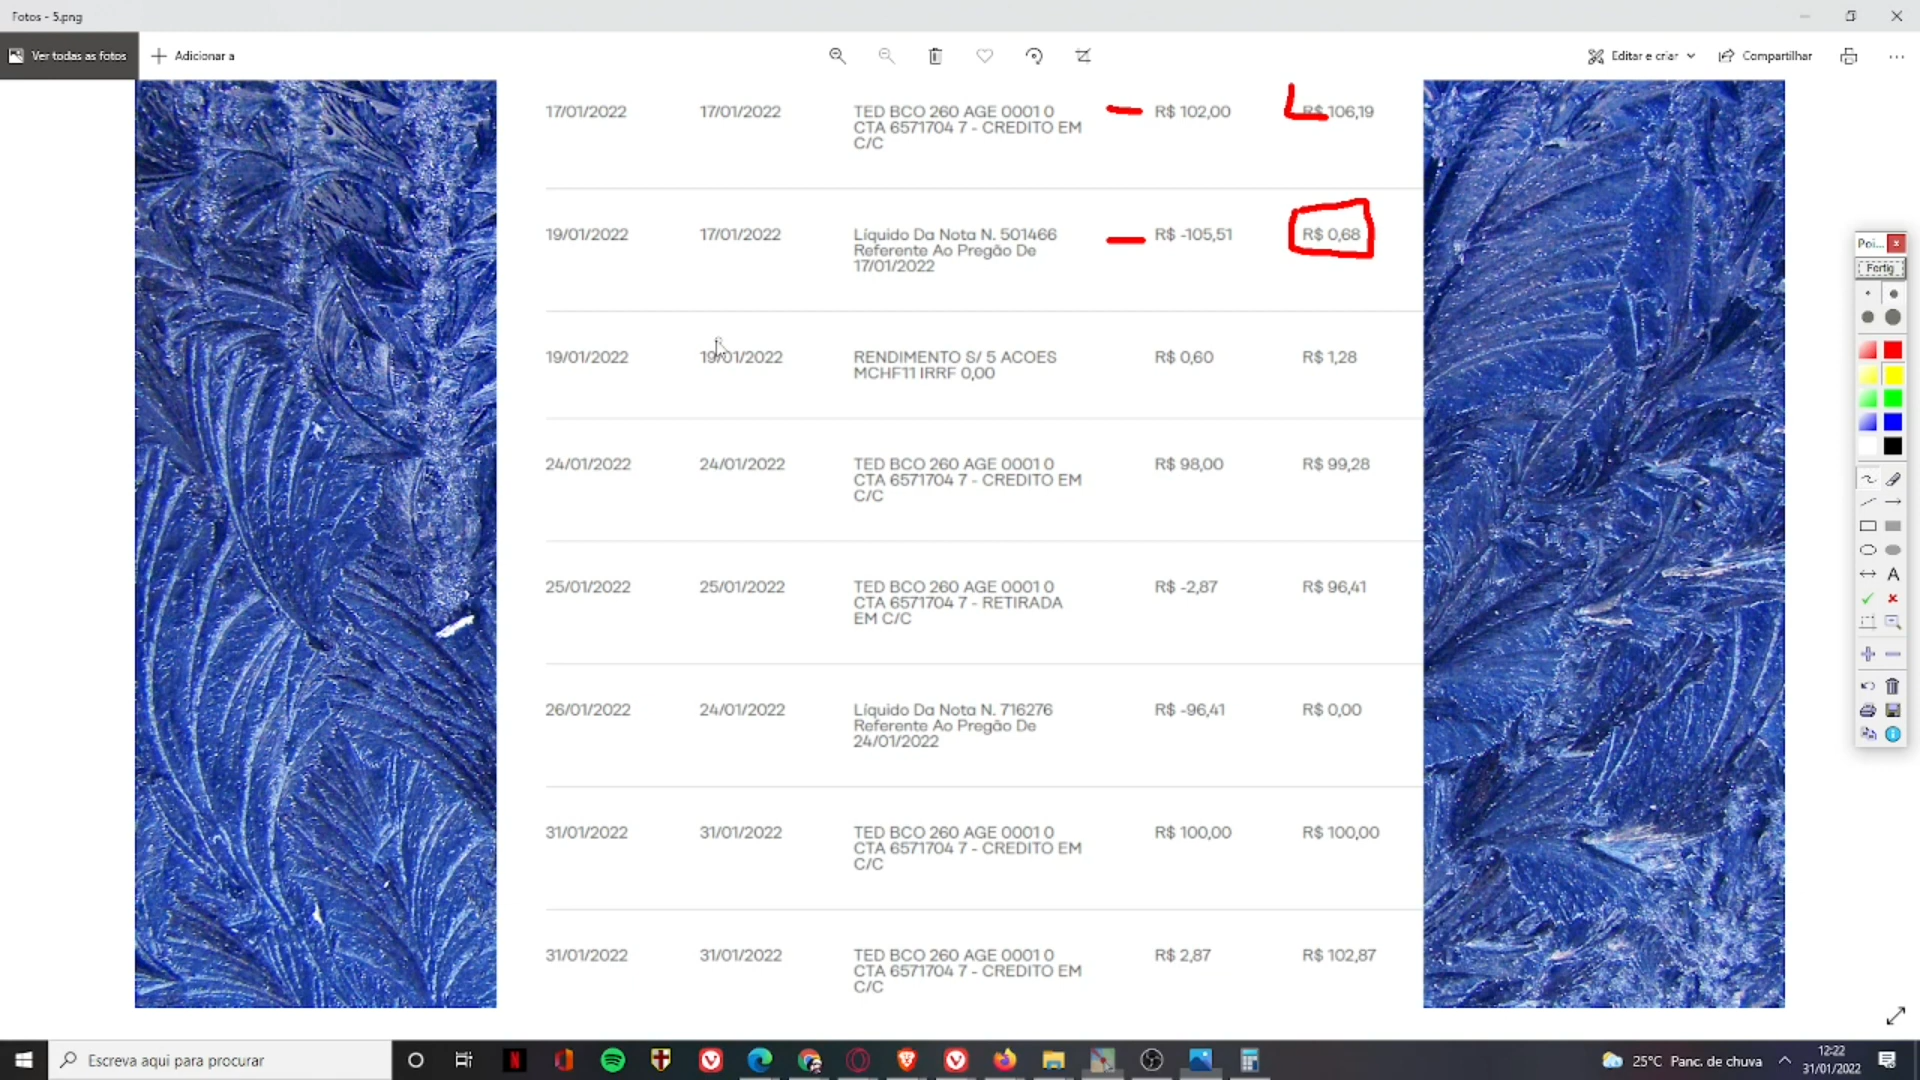 Fotos - 5.png
Ver todas as fotos
Adicionar a
Editar e criar
Compartilhar
17/01/2022 17/01/2022 TED BCO 260 AGE 0001 0 R$ 102,00 R$ 106,19
CTA 6571704 7 - CREDITO EM
C/C
19/01/2022 17/01/2022 Líquido Da Nota N. 501466 R$ -105,51 R$ 0,68
Referente Ao Pregão De
17/01/2022
19/01/2022 19/01/2022 RENDIMENTO S/ 5 ACOES R$ 0,60 R$ 1,28
MCHF11 IRRF 0,00
24/01/2022 24/01/2022 TED BCO 260 AGE 0001 0 R$ 98,00 R$ 99,28
CTA 6571704 7 - CREDITO EM
C/C
25/01/2022 25/01/2022 TED BCO 260 AGE 0001 0 R$ -2,87 R$ 96,41
CTA 6571704 7 - RETIRADA
EM C/C
26/01/2022 24/01/2022 Líquido Da Nota N. 716276 R$ -96,41 R$ 0,00
Referente Ao Pregão De
24/01/2022
31/01/2022 31/01/2022 TED BCO 260 AGE 0001 0 R$ 100,00 R$ 100,00
CTA 6571704 7 - CREDITO EM
C/C
31/01/2022 31/01/2022 TED BCO 260 AGE 0001 0 R$ 2,87 R$ 102,87
CTA 6571704 7 - CREDITO EM
C/C
Poi...
Fertig
A
Escreva aqui para procurar
25°C Panc. de chuva
12:22
31/01/2022